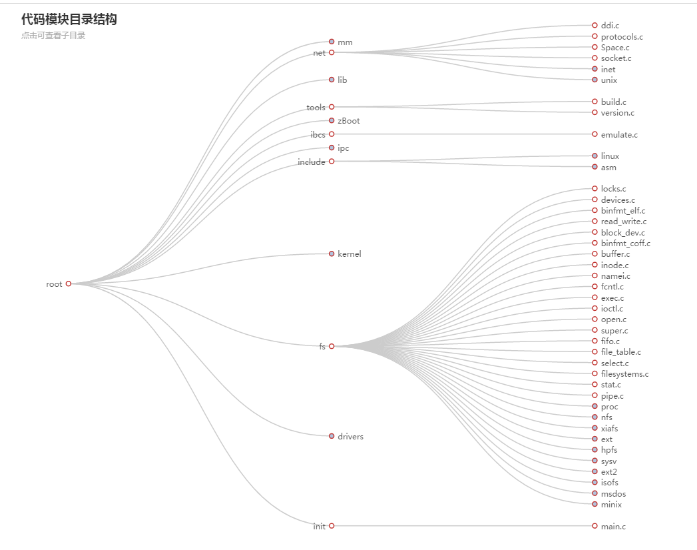 代码模块目录结构
点击可查看子目录
root
mm
net
lib
tools
zBoot
ibcs
ipc
include
kernel
fs
drivers
init
ddi.c
protocols.c
Space.c
socket.c
inet
unix
build.c
version.c
emulate.c
linux
asm
locks.c
devices.c
binfmt_elf.c
read_write.c
block_dev.c
binfmt_coff.c
buffer.c
inode.c
namei.c
fcntl.c
exec.c
ioctl.c
open.c
super.c
fifo.c
file_table.c
select.c
filesystems.c
stat.c
pipe.c
proc
nfs
xiafs
ext
hpfs
sysv
ext2
isofs
msdos
minix
main.c